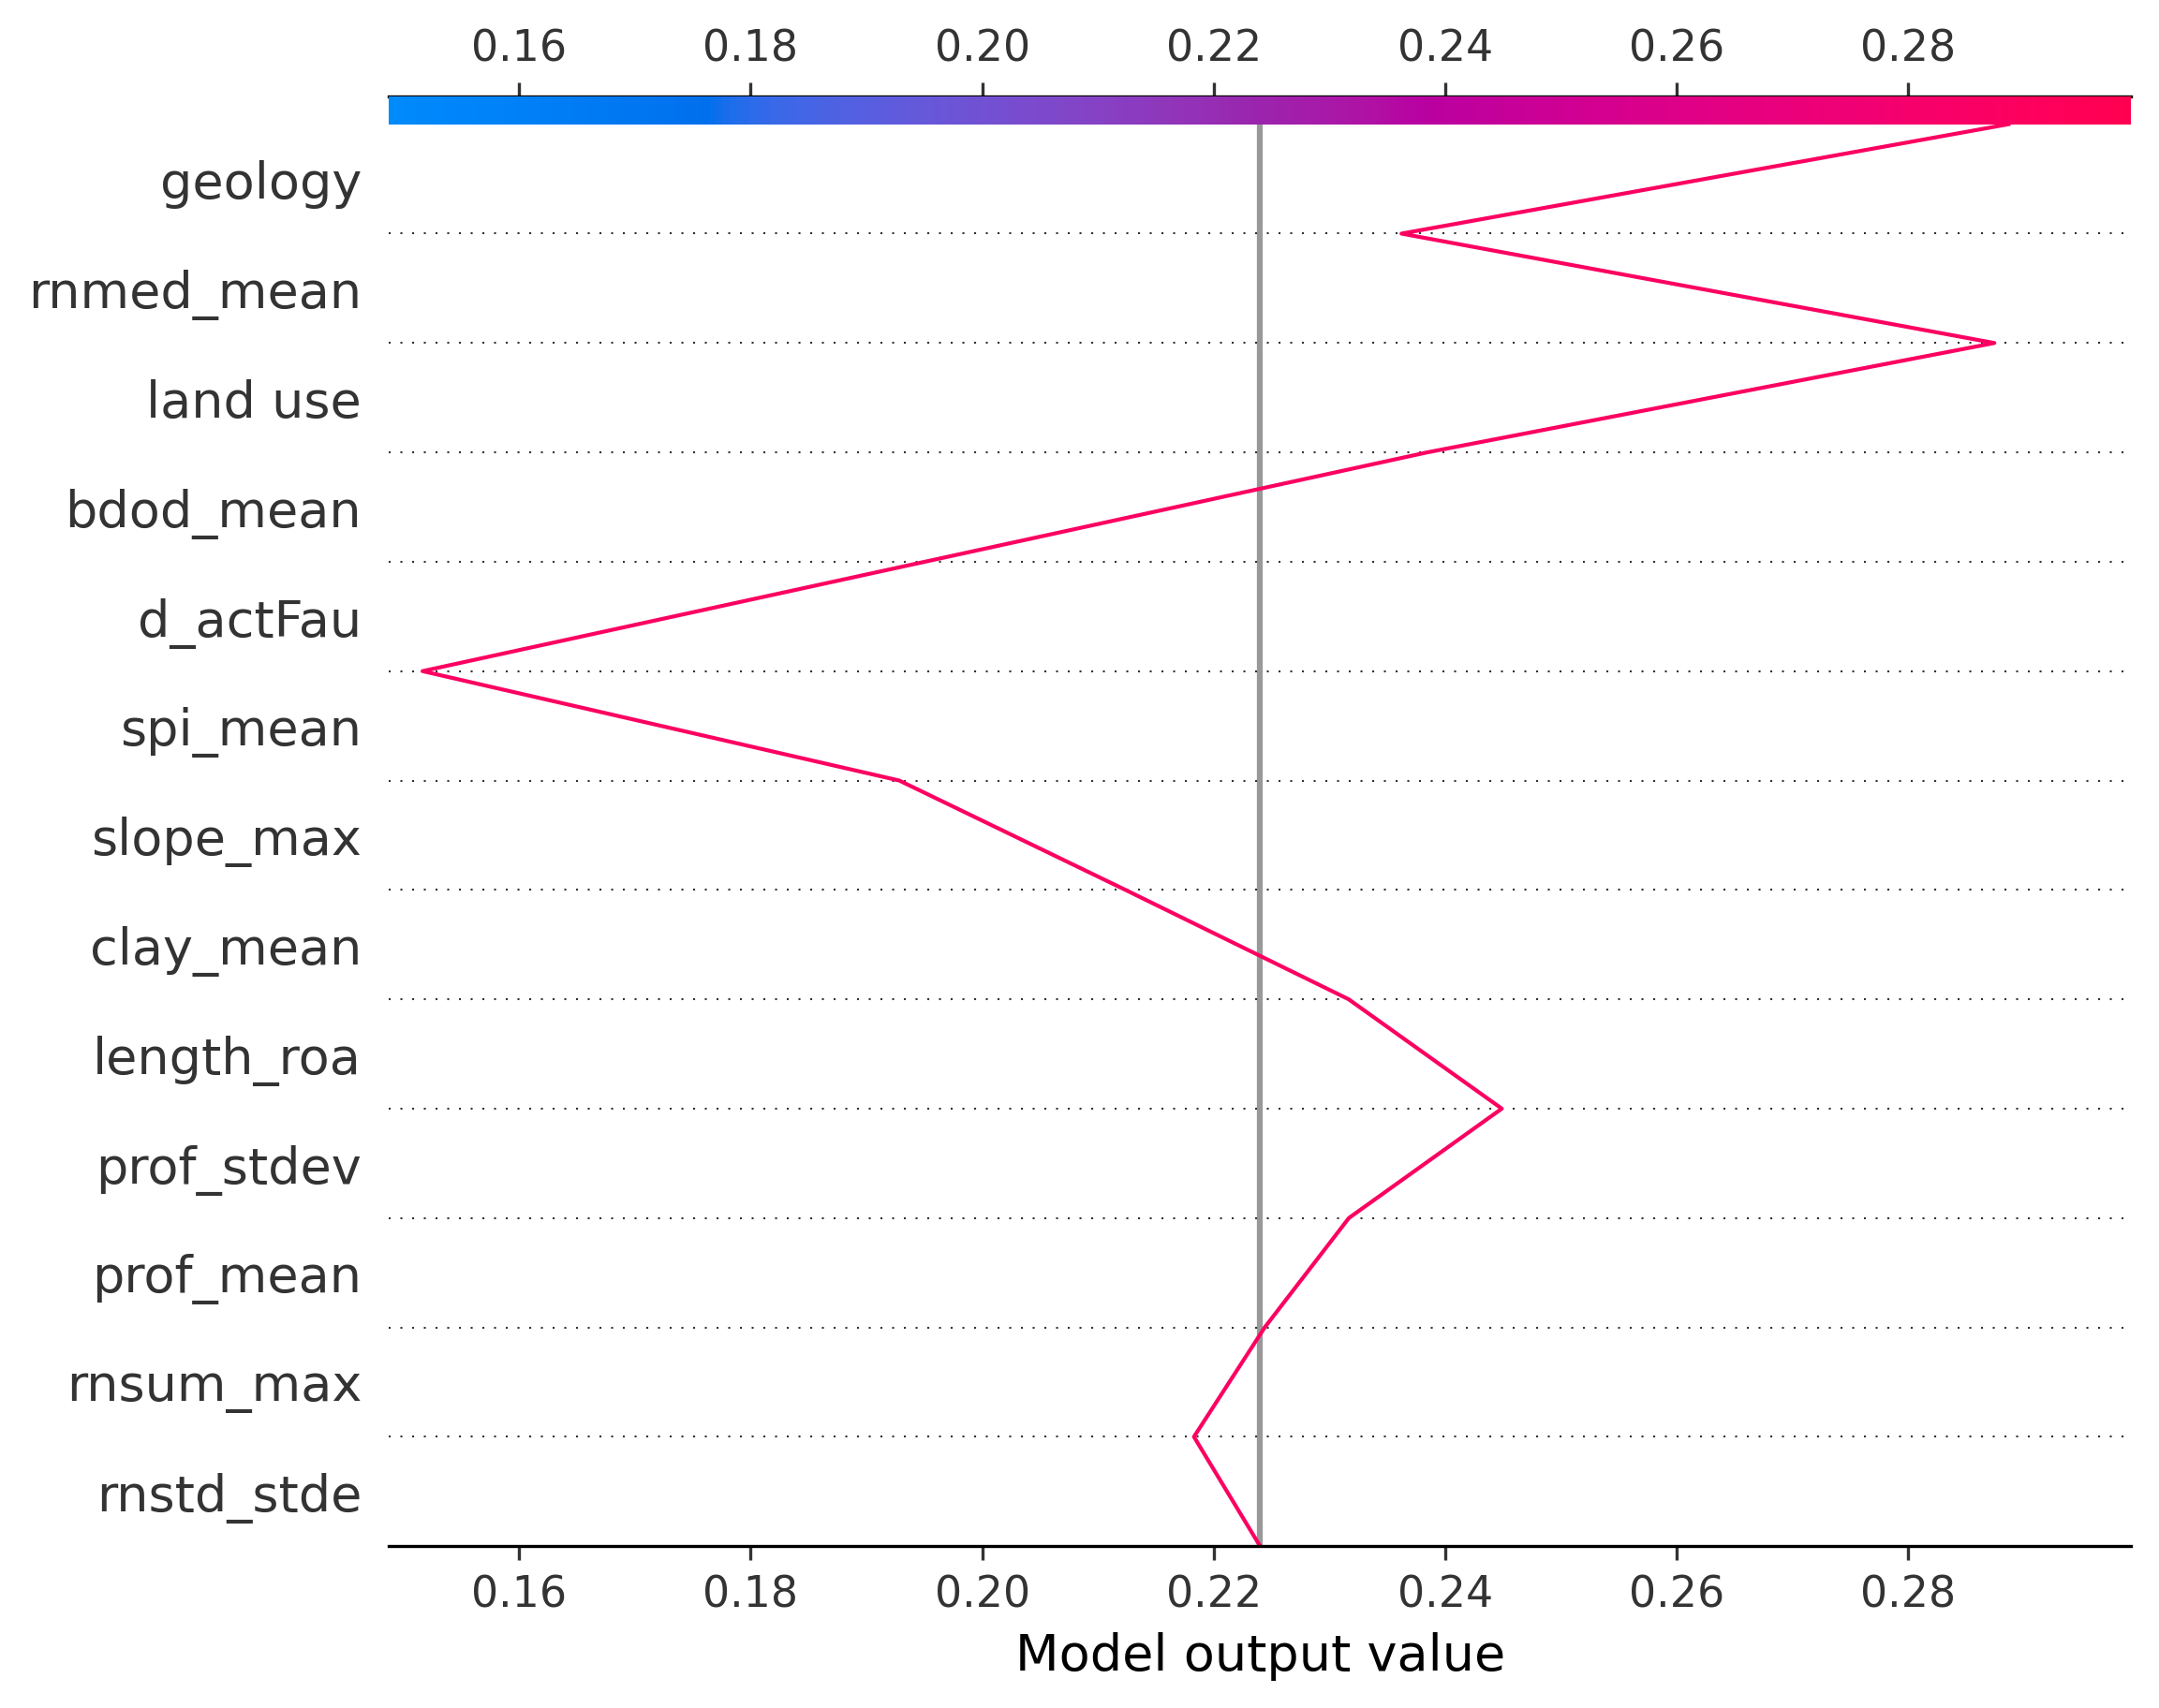 0.16 0.18 0.20 0.22 0.24 0.26 0.28
geology
rnmed_mean
land use
bdod_mean
d_actFau
spi_mean
slope_max
clay_mean
length_roa
prof_stdev
prof_mean
rnsum_max
rnstd_stde
0.16 0.18 0.20 0.22 0.24 0.26 0.28
Model output value